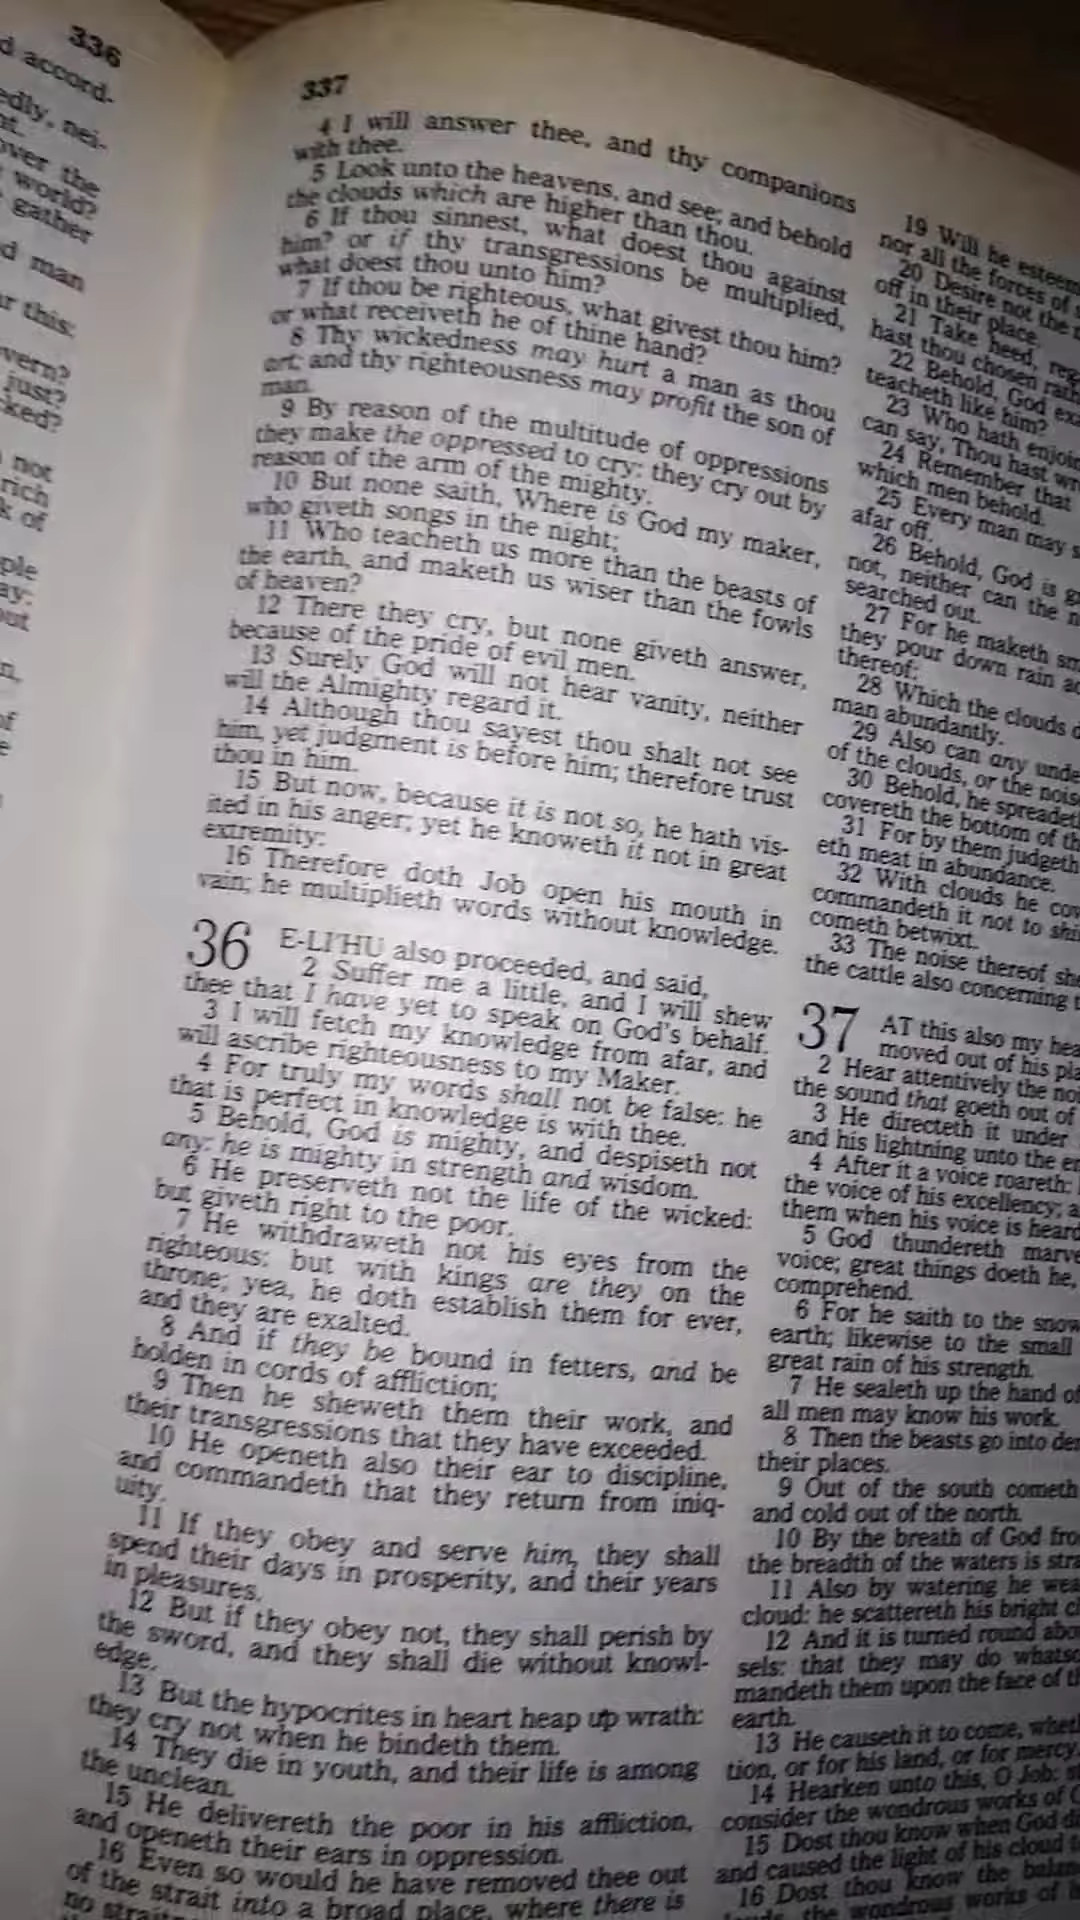 336
d accord-
edly, nei-
over the
world?
gather
d man
r this:
vern?
just?
ked?
not
rich
k of
ple
ay:
out
n,
of
e
337
4 I will answer thee, and thy companions
with thee.
5 Look unto the heavens, and see; and behold
the clouds which are higher than thou.
6 If thou sinnest, what doest thou against
him? or if thy transgressions be multiplied,
what doest thou unto him?
7 If thou be righteous, what givest thou him?
or what receiveth he of thine hand?
8 Thy wickedness may hurt a man as thou
art; and thy righteousness may profit the son of
man.
9 By reason of the multitude of oppressions
they make the oppressed to cry: they cry out by
reason of the arm of the mighty.
10 But none saith, Where is God my maker,
who giveth songs in the night;
11 Who teacheth us more than the beasts of
the earth, and maketh us wiser than the fowls
of heaven?
12 There they cry, but none giveth answer,
because of the pride of evil men.
13 Surely God will not hear vanity, neither
will the Almighty regard it.
14 Although thou sayest thou shalt not see
him, yet judgment is before him; therefore trust
thou in him.
15 But now, because it is not so, he hath vis-
ited in his anger; yet he knoweth it not in great
extremity:
16 Therefore doth Job open his mouth in
vain; he multiplieth words without knowledge.
36 E-LI'HU also proceeded, and said,
2 Suffer me a little, and I will shew
thee that I have yet to speak on God's behalf.
3 I will fetch my knowledge from afar, and
will ascribe righteousness to my Maker.
4 For truly my words shall not be false: he
that is perfect in knowledge is with thee.
5 Behold, God is mighty, and despiseth not
any: he is mighty in strength and wisdom.
6 He preserveth not the life of the wicked:
but giveth right to the poor.
7 He withdraweth not his eyes from the
righteous: but with kings are they on the
throne; yea, he doth establish them for ever,
and they are exalted.
8 And if they be bound in fetters, and be
holden in cords of affliction;
9 Then he sheweth them their work, and
their transgressions that they have exceeded.
10 He openeth also their ear to discipline,
and commandeth that they return from iniq-
uity.
11 If they obey and serve him, they shall
spend their days in prosperity, and their years
in pleasures.
12 But if they obey not, they shall perish by
the sword, and they shall die without knowl-
edge.
13 But the hypocrites in heart heap up wrath:
they cry not when he bindeth them.
14 They die in youth, and their life is among
the unclean.
15 He delivereth the poor in his affliction,
and openeth their ears in oppression.
16 Even so would he have removed thee out
of the strait into a broad place, where there is
no
19 Will he esteem
nor all the forces of
20 Desire not the
off in their place.
21 Take heed, reg
hast thou chosen rath
22 Behold, God exa
teacheth like him?
23 Who hath enjoin
can say, Thou hast wr
24 Remember that
which men behold.
25 Every man may s
afar off.
26 Behold, God is g
not, neither can the n
searched out.
27 For he maketh sm
they pour down rain ac
thereof:
28 Which the clouds d
man abundantly.
29 Also can any unde
of the clouds, or the nois
30 Behold, he spreadeth
covereth the bottom of th
31 For by them judgeth
eth meat in abundance.
32 With clouds he cov
commandeth it not to shi
cometh betwixt.
33 The noise thereof she
the cattle also concerning t
37 AT this also my hea
moved out of his pla
2 Hear attentively the noi
the sound that goeth out of
3 He directeth it under
and his lightning unto the en
4 After it a voice roareth:
the voice of his excellency; a
them when his voice is heard
5 God thundereth marve
voice; great things doeth he,
comprehend.
6 For he saith to the snow
earth; likewise to the small
great rain of his strength.
7 He sealeth up the hand of
all men may know his work.
8 Then the beasts go into den
their places.
9 Out of the south cometh
and cold out of the north.
10 By the breath of God fro
the breadth of the waters is stra
11 Also by watering he wea
cloud: he scattereth his bright cl
12 And it is turned round abou
sels: that they may do whatso
mandeth them upon the face of th
earth.
13 He causeth it to come, wheth
tion, or for his land, or for mercy.
14 Hearken unto this, O Job:
consider the wondrous works of G
15 Dost thou know when God di
and caused the light of his cloud
16 Dost thou know the balan
the wondrous works of